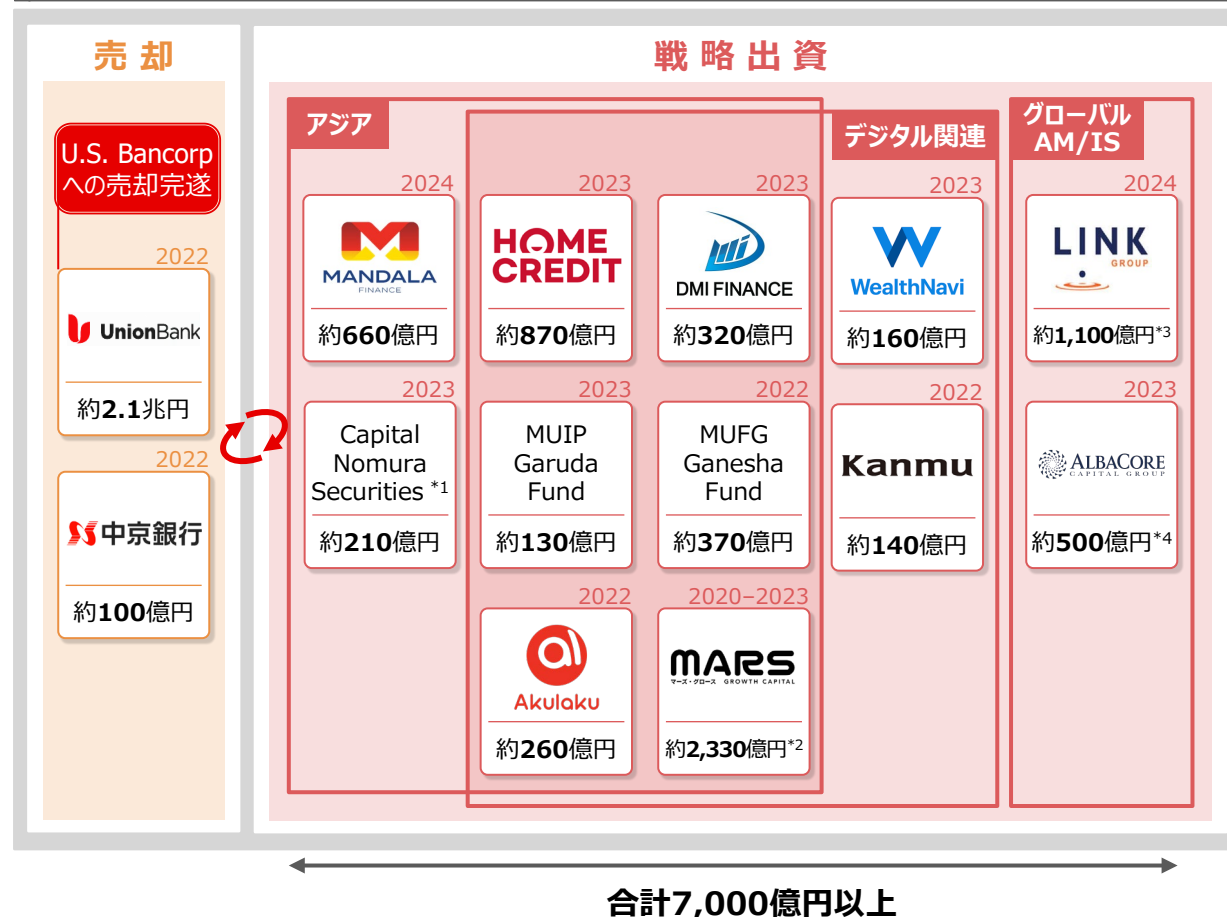 売却
U.S. Bancorp
への売却完遂
2022
UnionBank
約2.1兆円
2022
中京銀行
約100億円
戦略出資
アジア
デジタル関連
グローバル
AM/IS
2024
MANDALA
FINANCE
約660億円
2023
HOME
CREDIT
約870億円
2023
DMI FINANCE
約320億円
2023
WealthNavi
約160億円
2024
LINK
GROUP
約1,100億円*3
2023
Capital
Nomura
Securities *1
約210億円
2023
MUIP
Garuda
Fund
約130億円
2022
MUFG
Ganesha
Fund
約370億円
2022
Kanmu
約140億円
2023
ALBACORE
CAPITAL GROUP
約500億円*4
2022
Akulaku
約260億円
2020–2023
MARS
マーズ・グロース GROWTH CAPITAL
約2,330億円*2
合計7,000億円以上